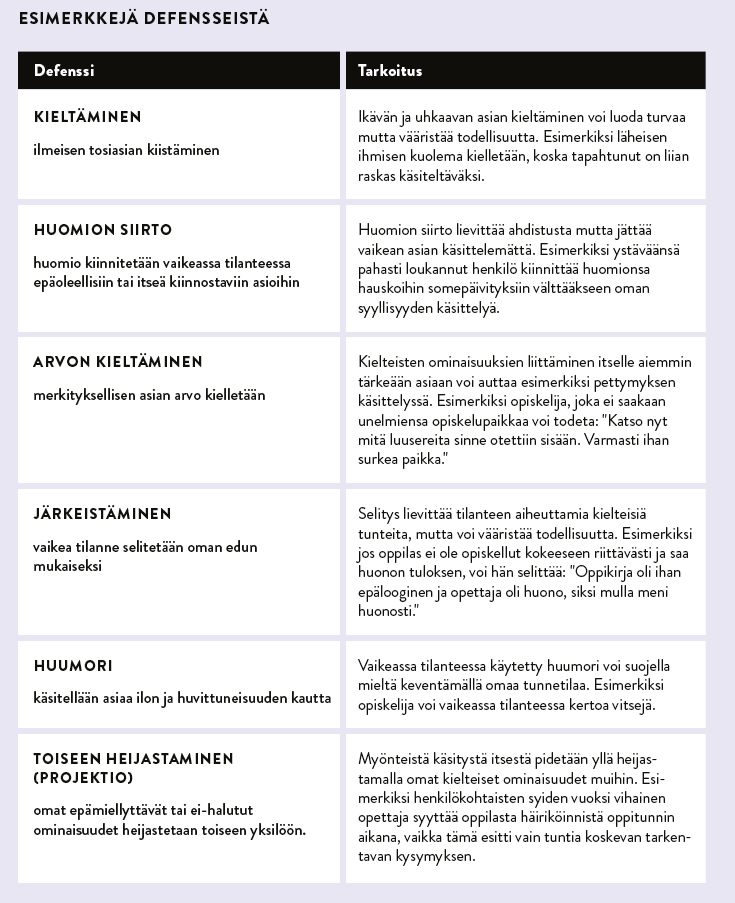 ESIMERKKEJÄ DEFENSSEISTÄ
Defenssi
Tarkoitus
KIELTÄMINEN
ilmeisen tosiasian kiistäminen
Ikävän ja uhkaavan asian kieltäminen voi luoda turvaa
mutta vääristää todellisuutta. Esimerkiksi läheisen
ihmisen kuolema kielletään, koska tapahtunut on liian
raskas käsiteltäväksi.
HUOMION SIIRTO
huomio kiinnitetään vaikeassa tilanteessa
epäoleellisiin tai itseä kiinnostaviin asioihin
Huomion siirto lievittää ahdistusta mutta jättää
vaikean asian käsittelemättä. Esimerkiksi ystäväänsä
pahasti loukannut henkilö kiinnittää huomionsa
hauskoihin somepäivityksiin välttääkseen oman
syyllisyyden käsittelyä.
ARVON KIELTÄMINEN
merkityksellisen asian arvo kielletään
Kielteisten ominaisuuksien liittäminen itselle aiemmin
tärkeään asiaan voi auttaa esimerkiksi pettymyksen
käsittelyssä. Esimerkiksi opiskelija, joka ei saakaan
unelmiensa opiskelupaikkaa voi todeta: "Katso nyt
mitä luusereita sinne otettiin sisään. Varmasti ihan
surkea paikka."
JÄRKEISTÄMINEN
vaikea tilanne selitetään oman edun
mukaiseksi
Selitys lievittää tilanteen aiheuttamia kielteisiä
tunteita, mutta voi vääristää todellisuutta. Esimerkiksi
jos oppilas ei ole opiskellut kokeeseen riittävästi ja saa
huonon tuloksen, voi hän selittää: "Oppikirja oli ihan
epälooginen ja opettaja oli huono, siksi mulla meni
huonosti."
HUUMORI
käsitellään asiaa ilon ja huvittuneisuuden kautta
Vaikeassa tilanteessa käytetty huumori voi suojella
mieltä keventämällä omaa tunnetilaa. Esimerkiksi
opiskelija voi vaikeassa tilanteessa kertoa vitsejä.
TOISEEN HEIJASTAMINEN
(PROJEKTIO)
omat epämiellyttävät tai ei-halutut
ominaisuudet heijastetaan toiseen yksilöön.
Myönteistä käsitystä itsestä pidetään yllä heijas-
tamalla omat kielteiset ominaisuudet muihin. Esi-
merkiksi henkilökohtaisten syiden vuoksi vihainen
opettaja syyttää oppilasta häiriköinnistä oppitunnin
aikana, vaikka tämä esitti vain tuntia koskevan tarken-
tavan kysymyksen.